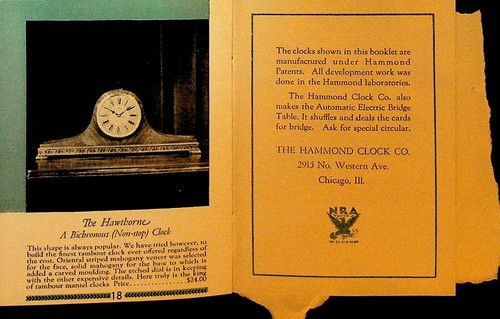 The Hawthorne
A Bichronous (Non-stop) Clock
This shape is always popular. We have tried however, to
build the finest tambour clock ever offered regardless of
the cost. Oriental striped mahogany veneer was selected
for the face, solid mahogany for the base to which is
added a carved moulding. The etched dial is in keeping
with the other expensive details. Here truly is the king
of tambour mantel clocks Price................$24.00
18
The clocks shown in this booklet are
manufactured under Hammond
Patents. All development work was
done in the Hammond laboratories.
The Hammond Clock Co. also
makes the Automatic Electric Bridge
Table. It shuffles and deals the cards
for bridge. Ask for special circular.
THE HAMMOND CLOCK CO.
2915 No. Western Ave.
Chicago, Ill.
NRA